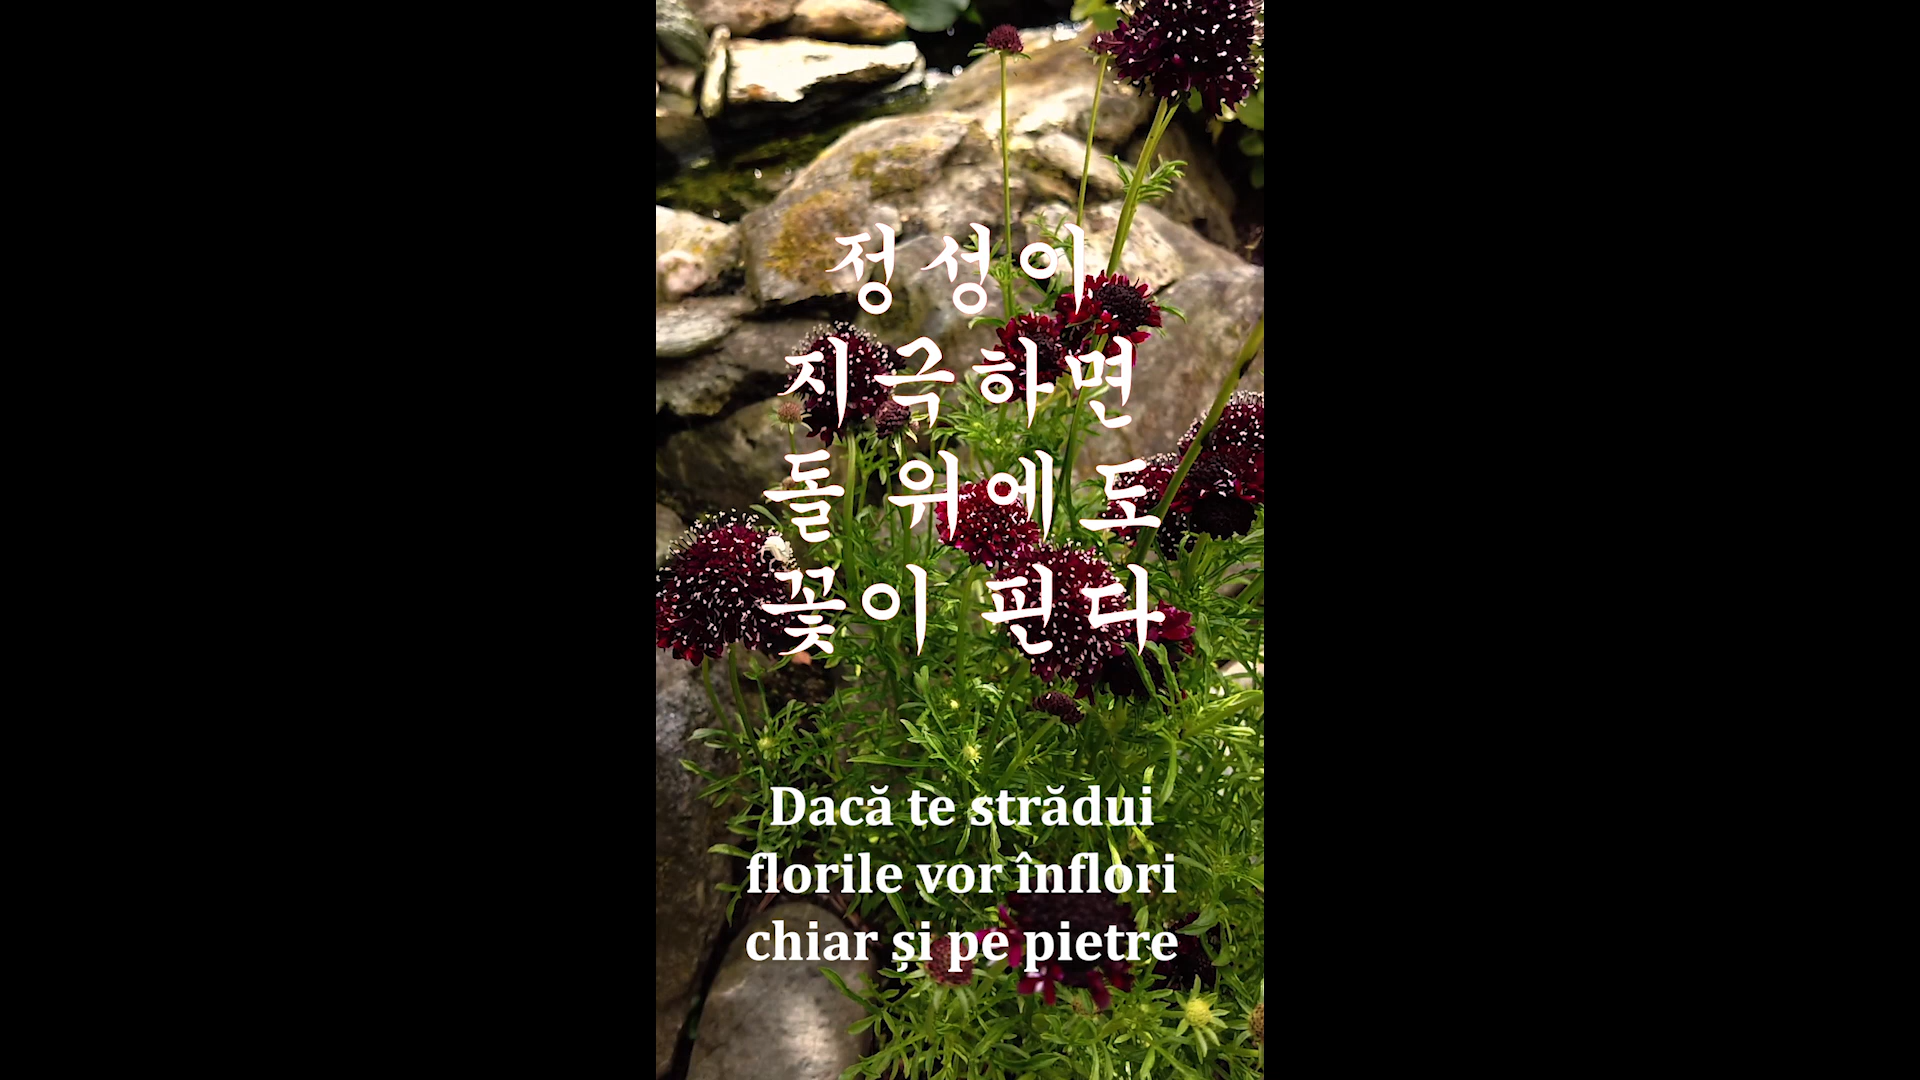 정성이
지극하면
돌 위에도
꽃이 핀다
Dacă te strădui
florile vor înflori
chiar și pe pietre